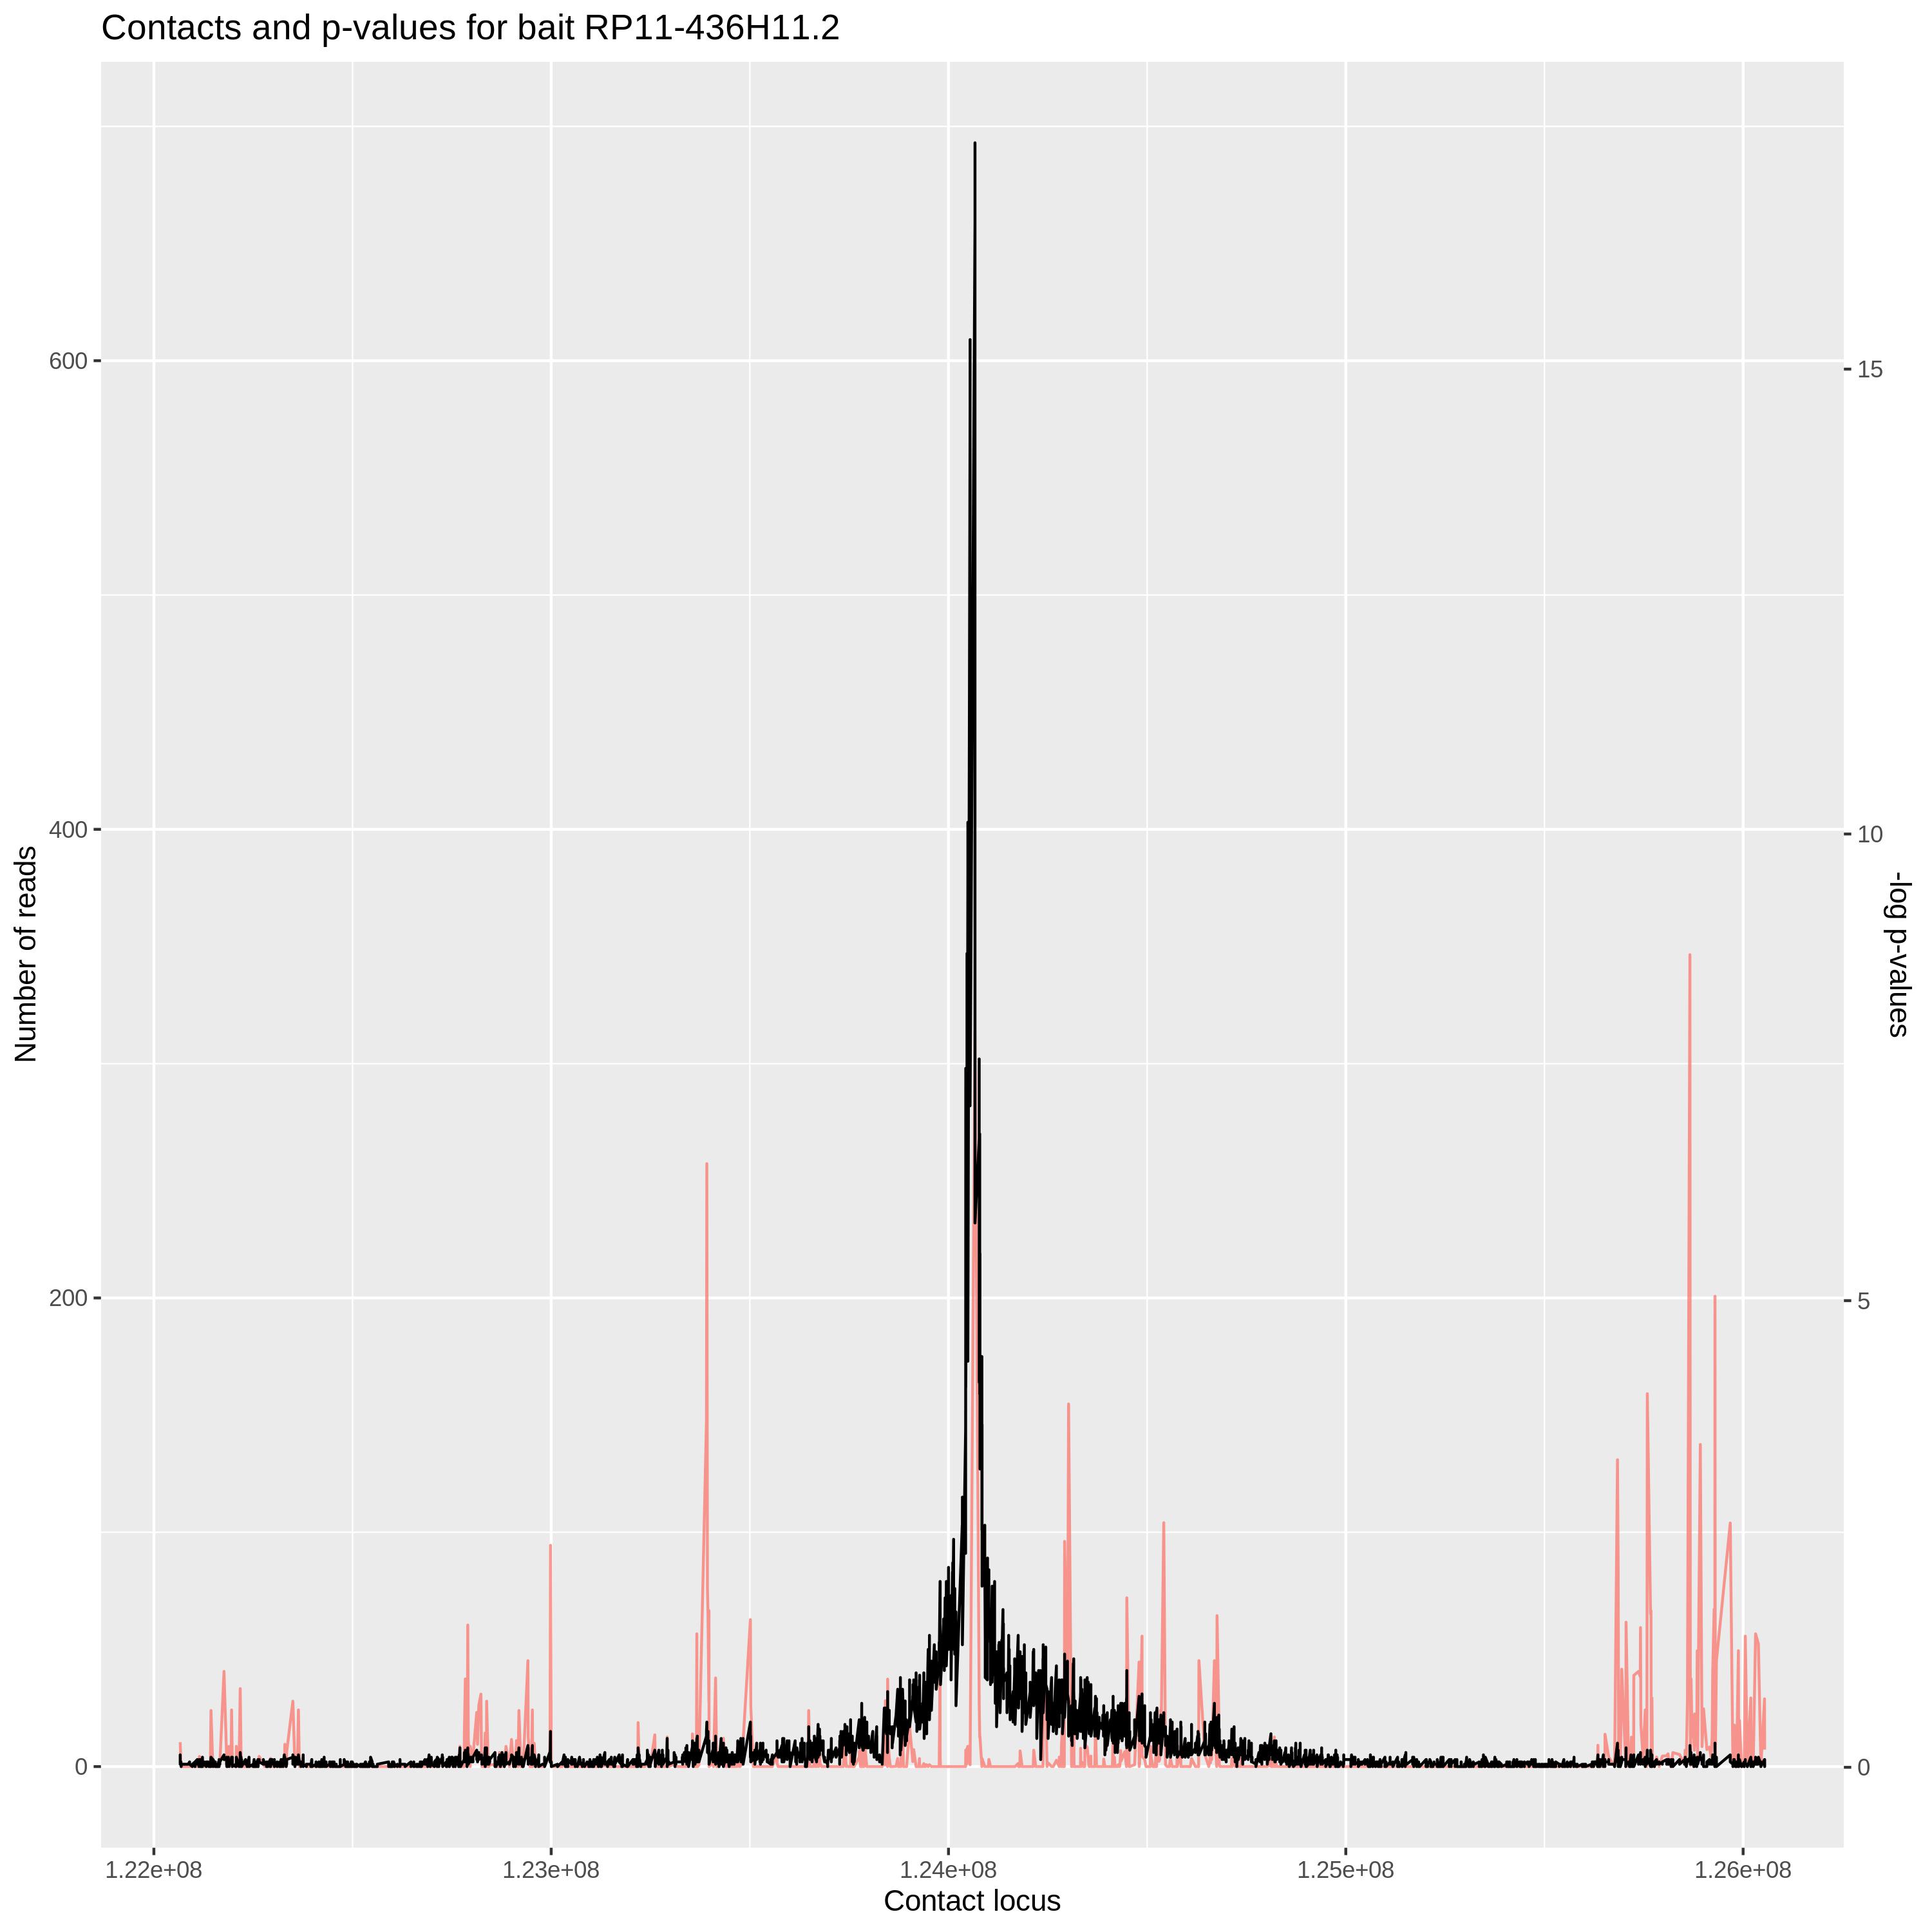 Contacts and p-values for bait RP11-436H11.2
600
400
200
0
Number of reads
15
10
5
0
-log p-values
1.22e+08
1.23e+08
1.24e+08
1.25e+08
1.26e+08
Contact locus